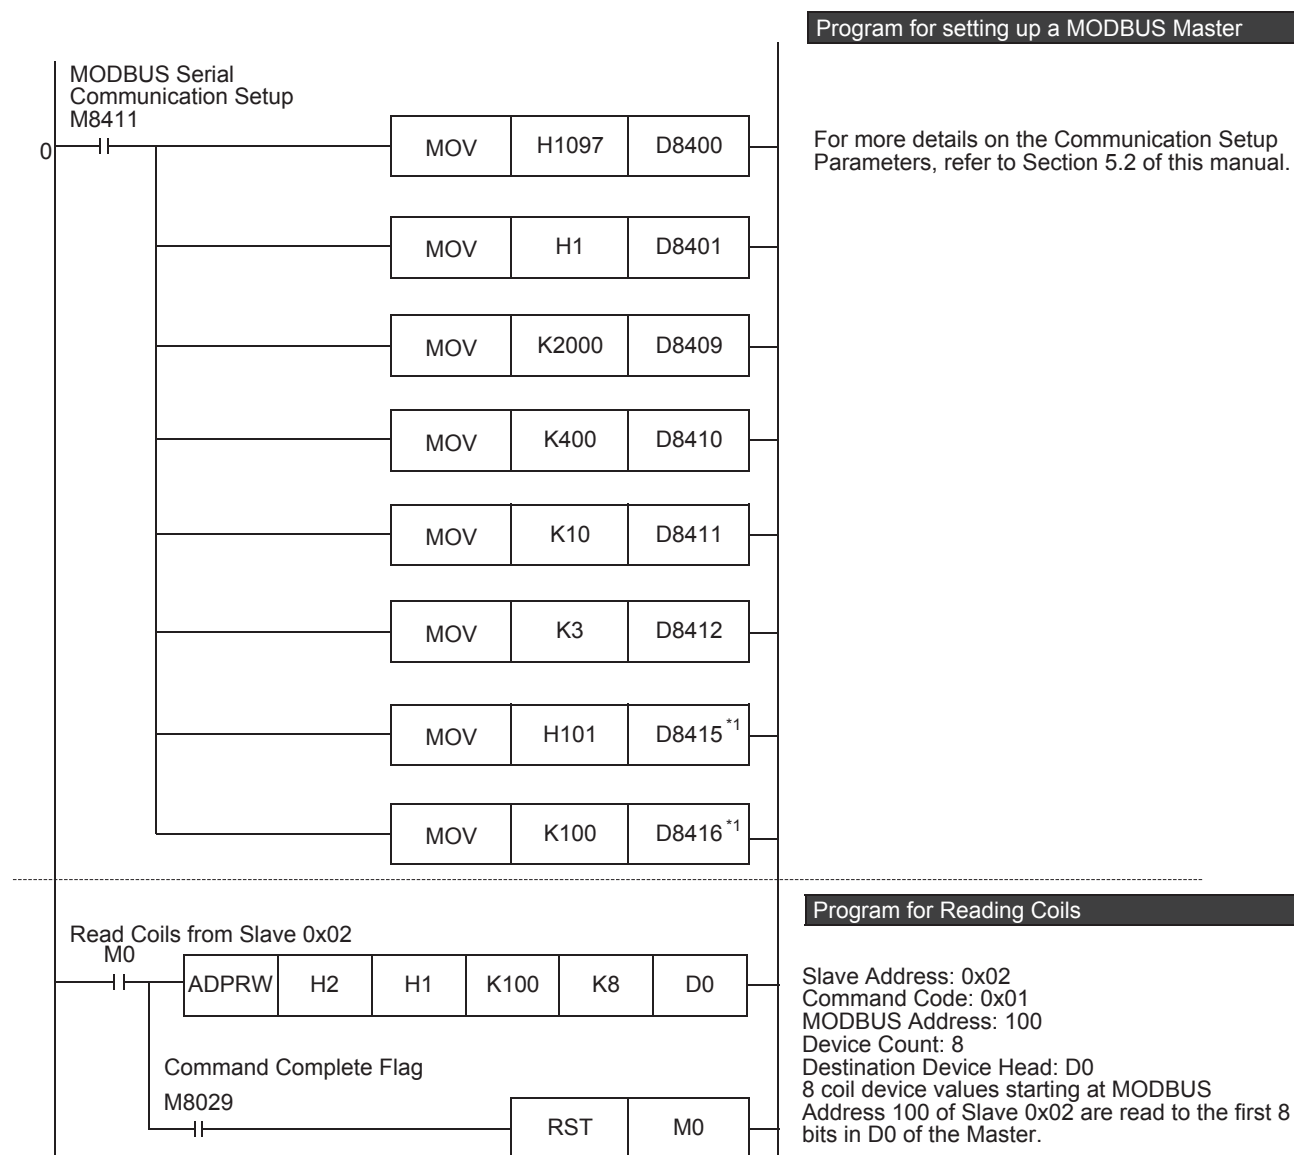 Program for setting up a MODBUS Master
MODBUS Serial
Communication Setup
M8411
0
MOV H1097 D8400
For more details on the Communication Setup
Parameters, refer to Section 5.2 of this manual.
MOV H1 D8401
MOV K2000 D8409
MOV K400 D8410
MOV K10 D8411
MOV K3 D8412
MOV H101 D8415*1
MOV K100 D8416*1
Program for Reading Coils
Read Coils from Slave 0x02
M0
ADPRW H2 H1 K100 K8 D0
Slave Address: 0x02
Command Code: 0x01
MODBUS Address: 100
Device Count: 8
Destination Device Head: D0
8 coil device values starting at MODBUS
Address 100 of Slave 0x02 are read to the first 8
bits in D0 of the Master.
Command Complete Flag
M8029
RST M0